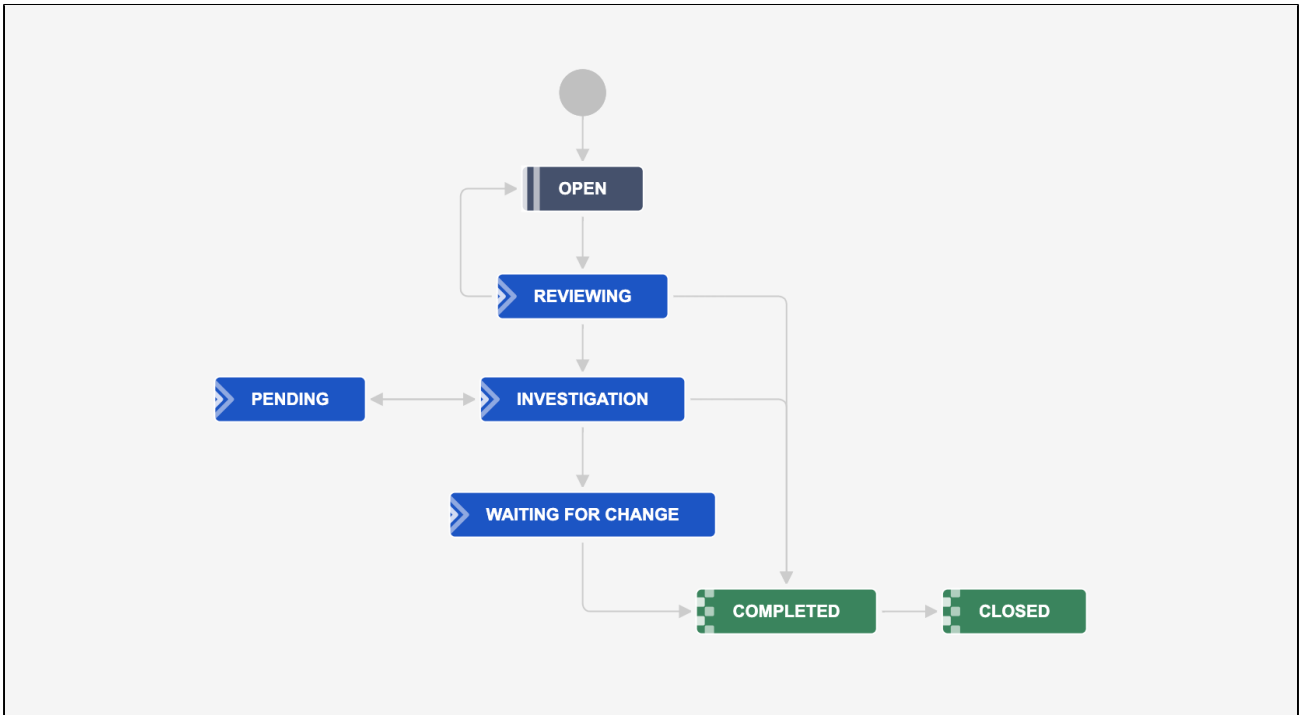 OPEN
REVIEWING
PENDING
INVESTIGATION
WAITING FOR CHANGE
COMPLETED
CLOSED